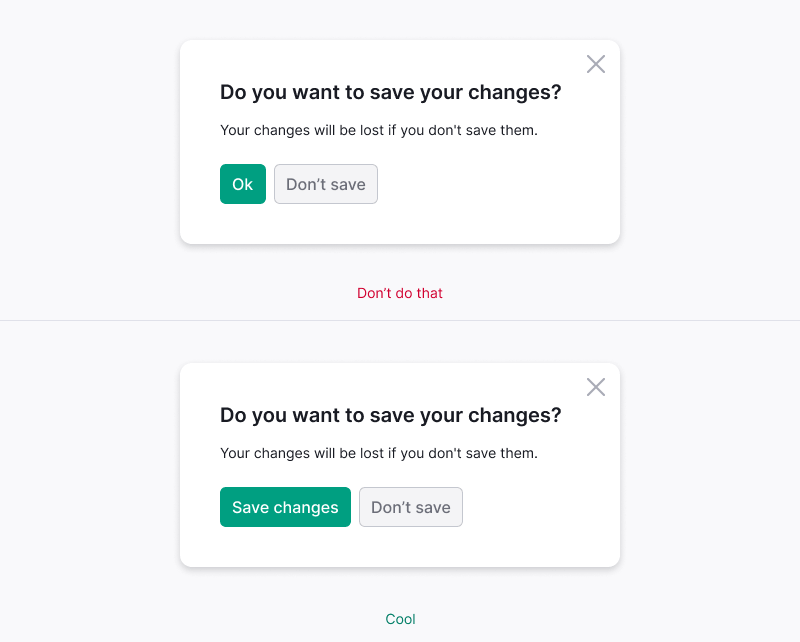 Do you want to save your changes?
Your changes will be lost if you don't save them.
Ok
Don’t save
Don’t do that
Do you want to save your changes?
Your changes will be lost if you don't save them.
Save changes
Don’t save
Cool